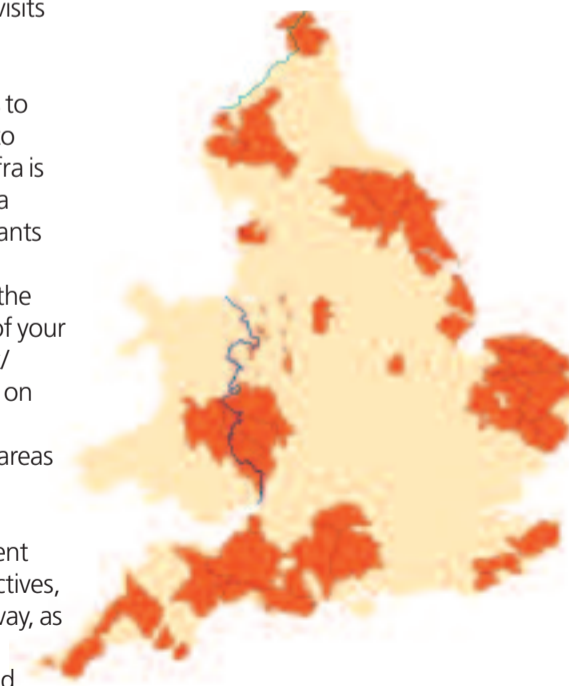 visits
to
o
fra is
a
ants
the
of your
/
on
areas
ent
ctives,
way, as
d